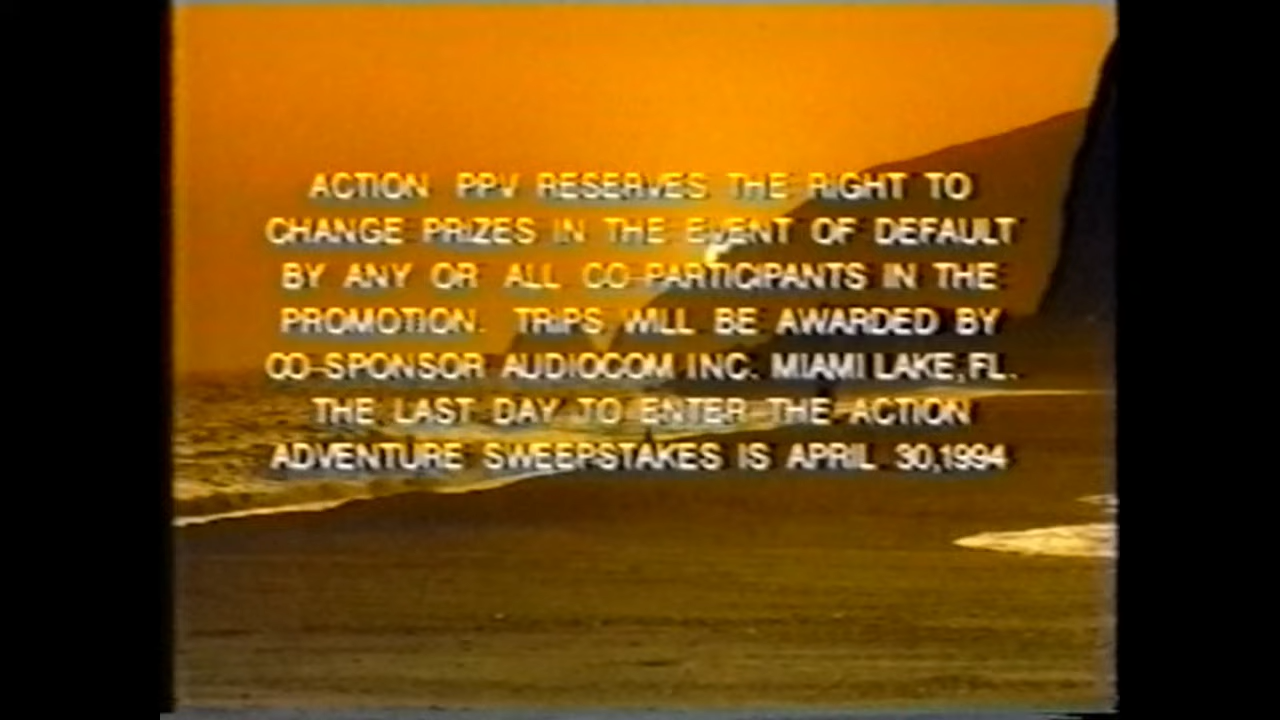 ACTION PPV RESERVES THE RIGHT TO
CHANGE PRIZES IN THE EVENT OF DEFAULT
BY ANY OR ALL CO-PARTICIPANTS IN THE
PROMOTION. TRIPS WILL BE AWARDED BY
CO-SPONSOR AUDIOCOM INC. MIAMI LAKE, FL.
THE LAST DAY TO ENTER THE ACTION
ADVENTURE SWEEPSTAKES IS APRIL 30,1994